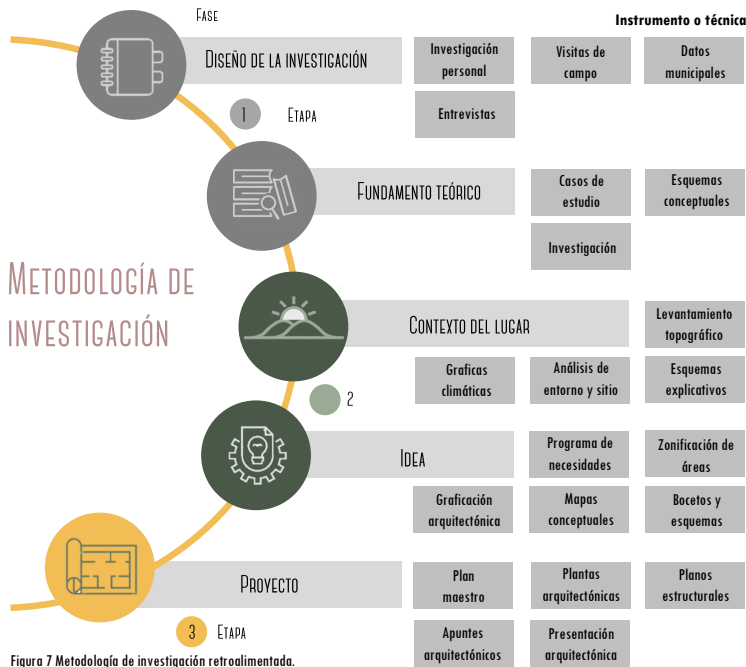 FASE
Instrumento o técnica
DISEÑO DE LA INVESTIGACIÓN
Investigación
personal
Visitas de
campo
Datos
municipales
Entrevistas
1
ETAPA
FUNDAMENTO TEÓRICO
Casos de
estudio
Esquemas
conceptuales
Investigación
METODOLOGÍA DE
INVESTIGACIÓN
CONTEXTO DEL LUGAR
Levantamiento
topográfico
Graficas
climáticas
Análisis de
entorno y sitio
Esquemas
explicativos
2
IDEA
Programa de
necesidades
Zonificación de
áreas
Graficación
arquitectónica
Mapas
conceptuales
Bocetos y
esquemas
PROYECTO
Plan
maestro
Plantas
arquitectónicas
Planos
estructurales
3
ETAPA
Apuntes
arquitectónicos
Presentación
arquitectónica
Figura 7 Metodología de investigación retroalimentada.